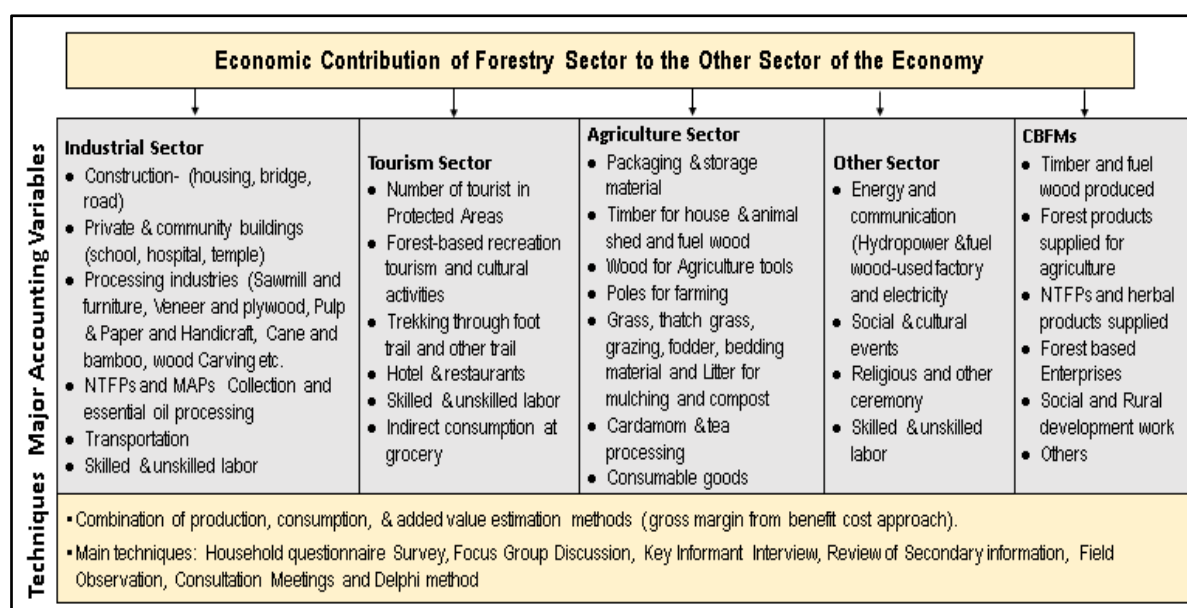 Economic Contribution of Forestry Sector to the Other Sector of the Economy
Major Accounting Variables
Industrial Sector
● Construction- (housing, bridge,
road)
● Private & community buildings
(school, hospital, temple)
● Processing industries (Sawmill and
furniture, Veneer and plywood, Pulp
& Paper and Handicraft, Cane and
bamboo, wood Carving etc.
● NTFPs and MAPs Collection and
essential oil processing
● Transportation
● Skilled & unskilled labor
Tourism Sector
● Number of tourist in
Protected Areas
● Forest-based recreation
tourism and cultural
activities
● Trekking through foot
trail and other trail
● Hotel & restaurants
● Skilled & unskilled labor
● Indirect consumption at
grocery
Agriculture Sector
● Packaging & storage
material
● Timber for house & animal
shed and fuel wood
● Wood for Agriculture tools
● Poles for farming
● Grass, thatch grass,
grazing, fodder, bedding
material and Litter for
mulching and compost
● Cardamom & tea
processing
● Consumable goods
Other Sector
● Energy and
communication
(Hydropower & fuel
wood-used factory
and electricity
● Social & cultural
events
● Religious and other
ceremony
● Skilled & unskilled
labor
CBFMs
● Timber and fuel
wood produced
● Forest products
supplied for
agriculture
● NTFPs and herbal
products supplied
● Forest based
Enterprises
● Social and Rural
development work
● Others
Techniques
▪ Combination of production, consumption, & added value estimation methods (gross margin from benefit cost approach).
▪ Main techniques: Household questionnaire Survey, Focus Group Discussion, Key Informant Interview, Review of Secondary information, Field
Observation, Consultation Meetings and Delphi method